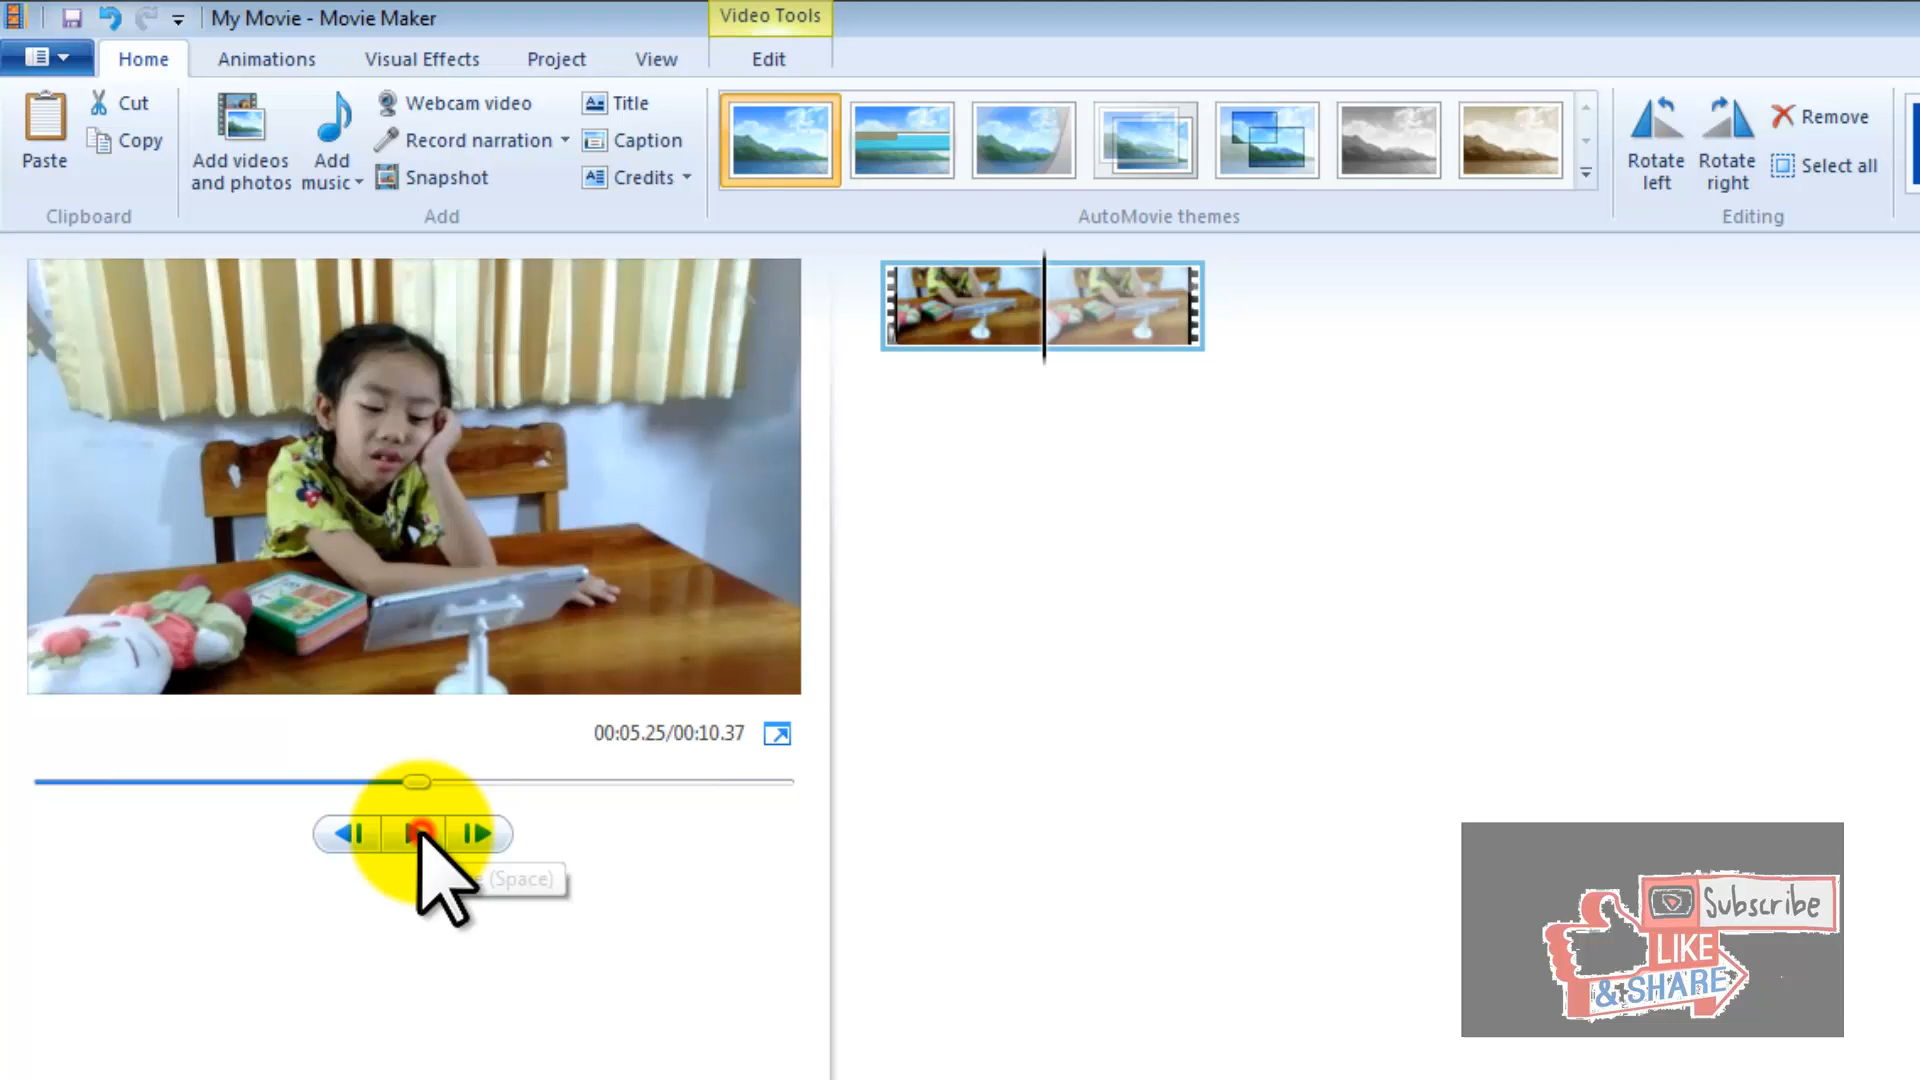 My Movie - Movie Maker
Video Tools
Home
Animations
Visual Effects
Project
View
Edit
Paste
Cut
Copy
Clipboard
Add videos
and photos
Add
music
Webcam video
Record narration
Snapshot
Title
Caption
Credits
Add
AutoMovie themes
Rotate
left
Rotate
right
Remove
Select all
Editing
00:05.25/00:10.37
(Space)
Subscribe
LIKE
& SHARE